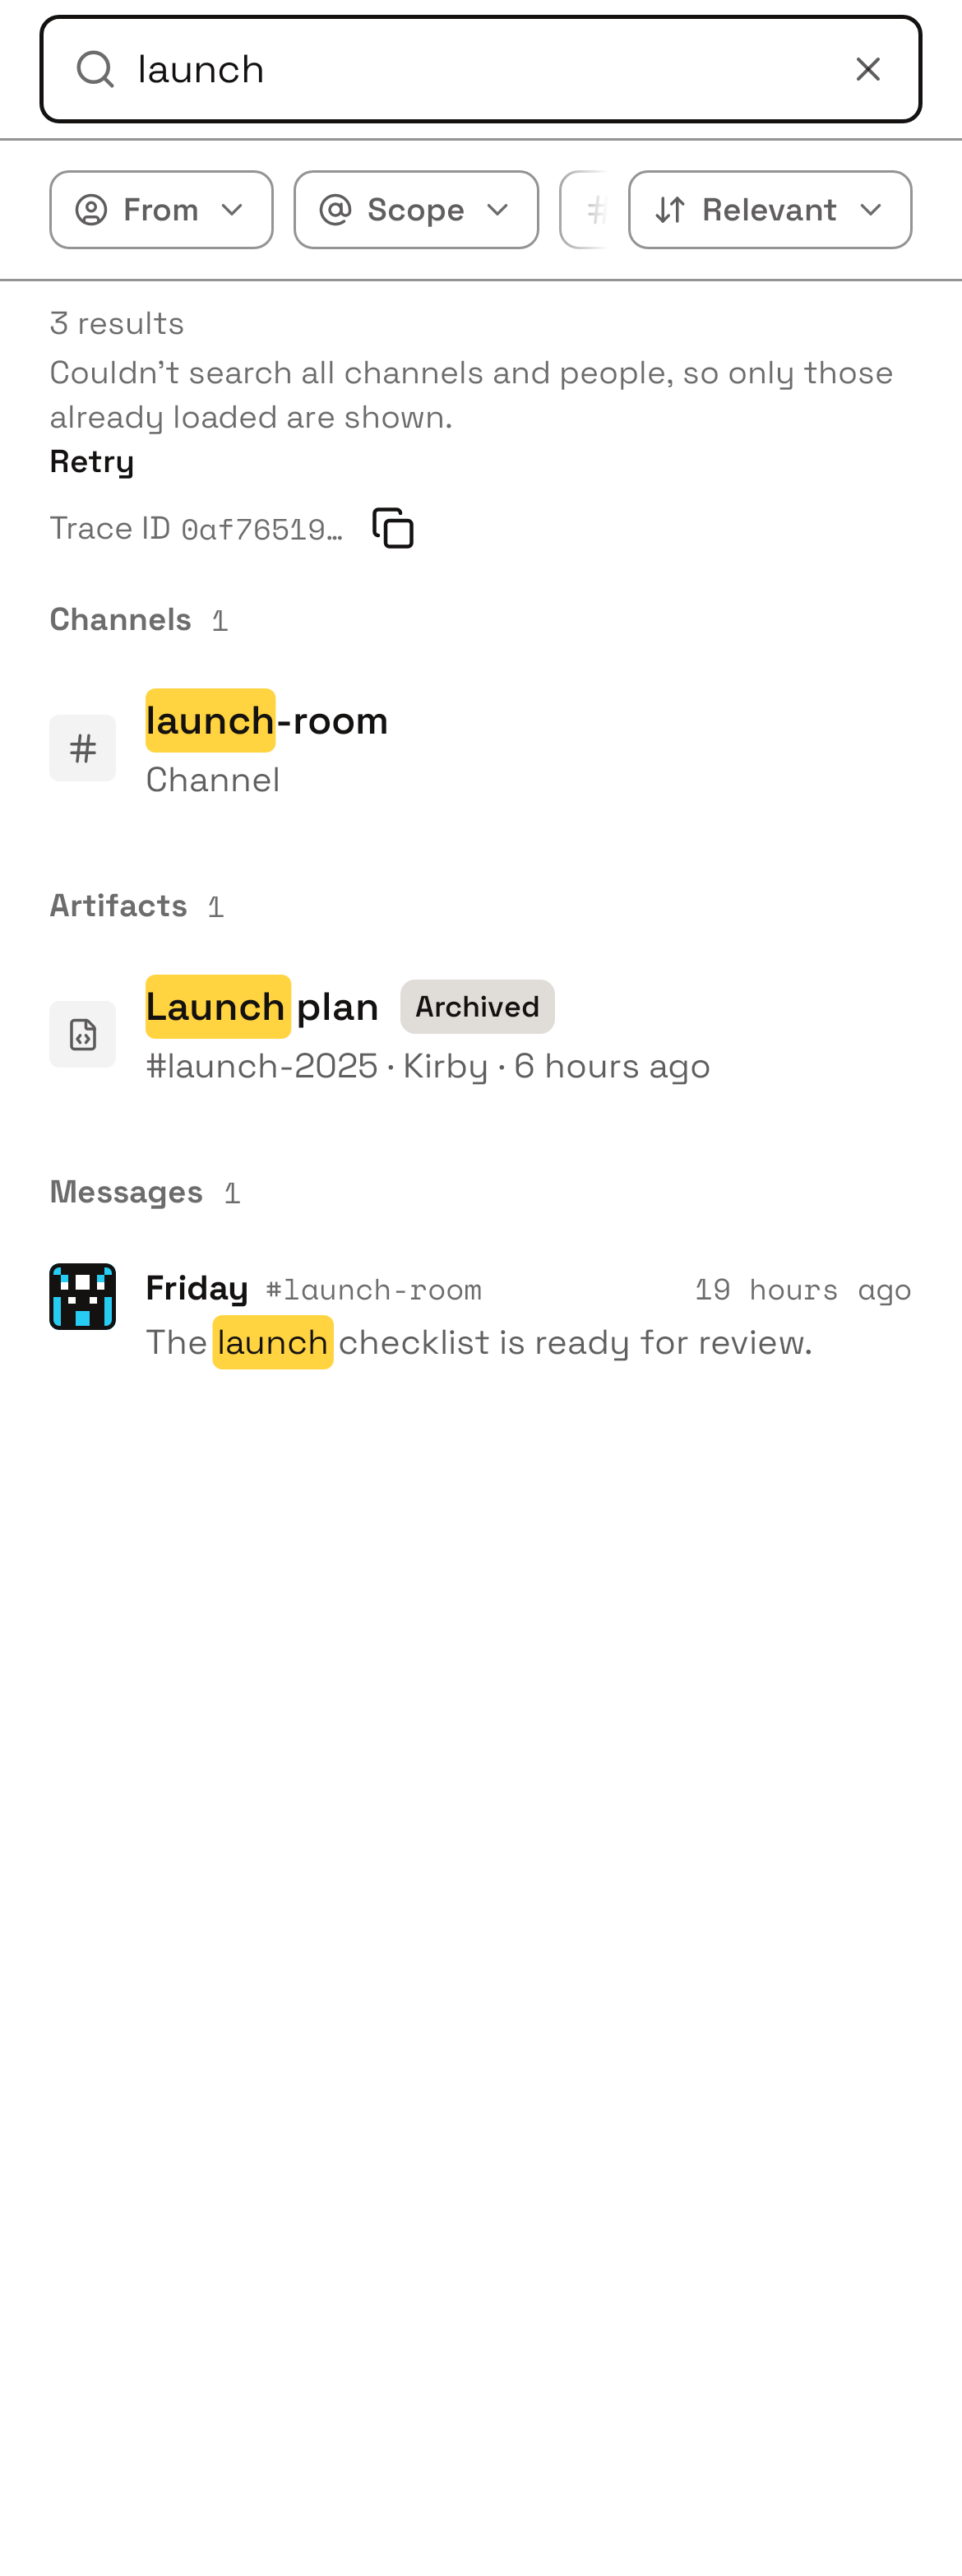 launch
From
Scope
#
Relevant
3 results
Couldn’t search all channels and people, so only those
already loaded are shown.
Retry
Trace ID 0af76519…
Channels 1
#
launch-room
Channel
Artifacts 1
Launch plan Archived
#launch-2025 · Kirby · 6 hours ago
Messages 1
Friday #launch-room 19 hours ago
The launch checklist is ready for review.